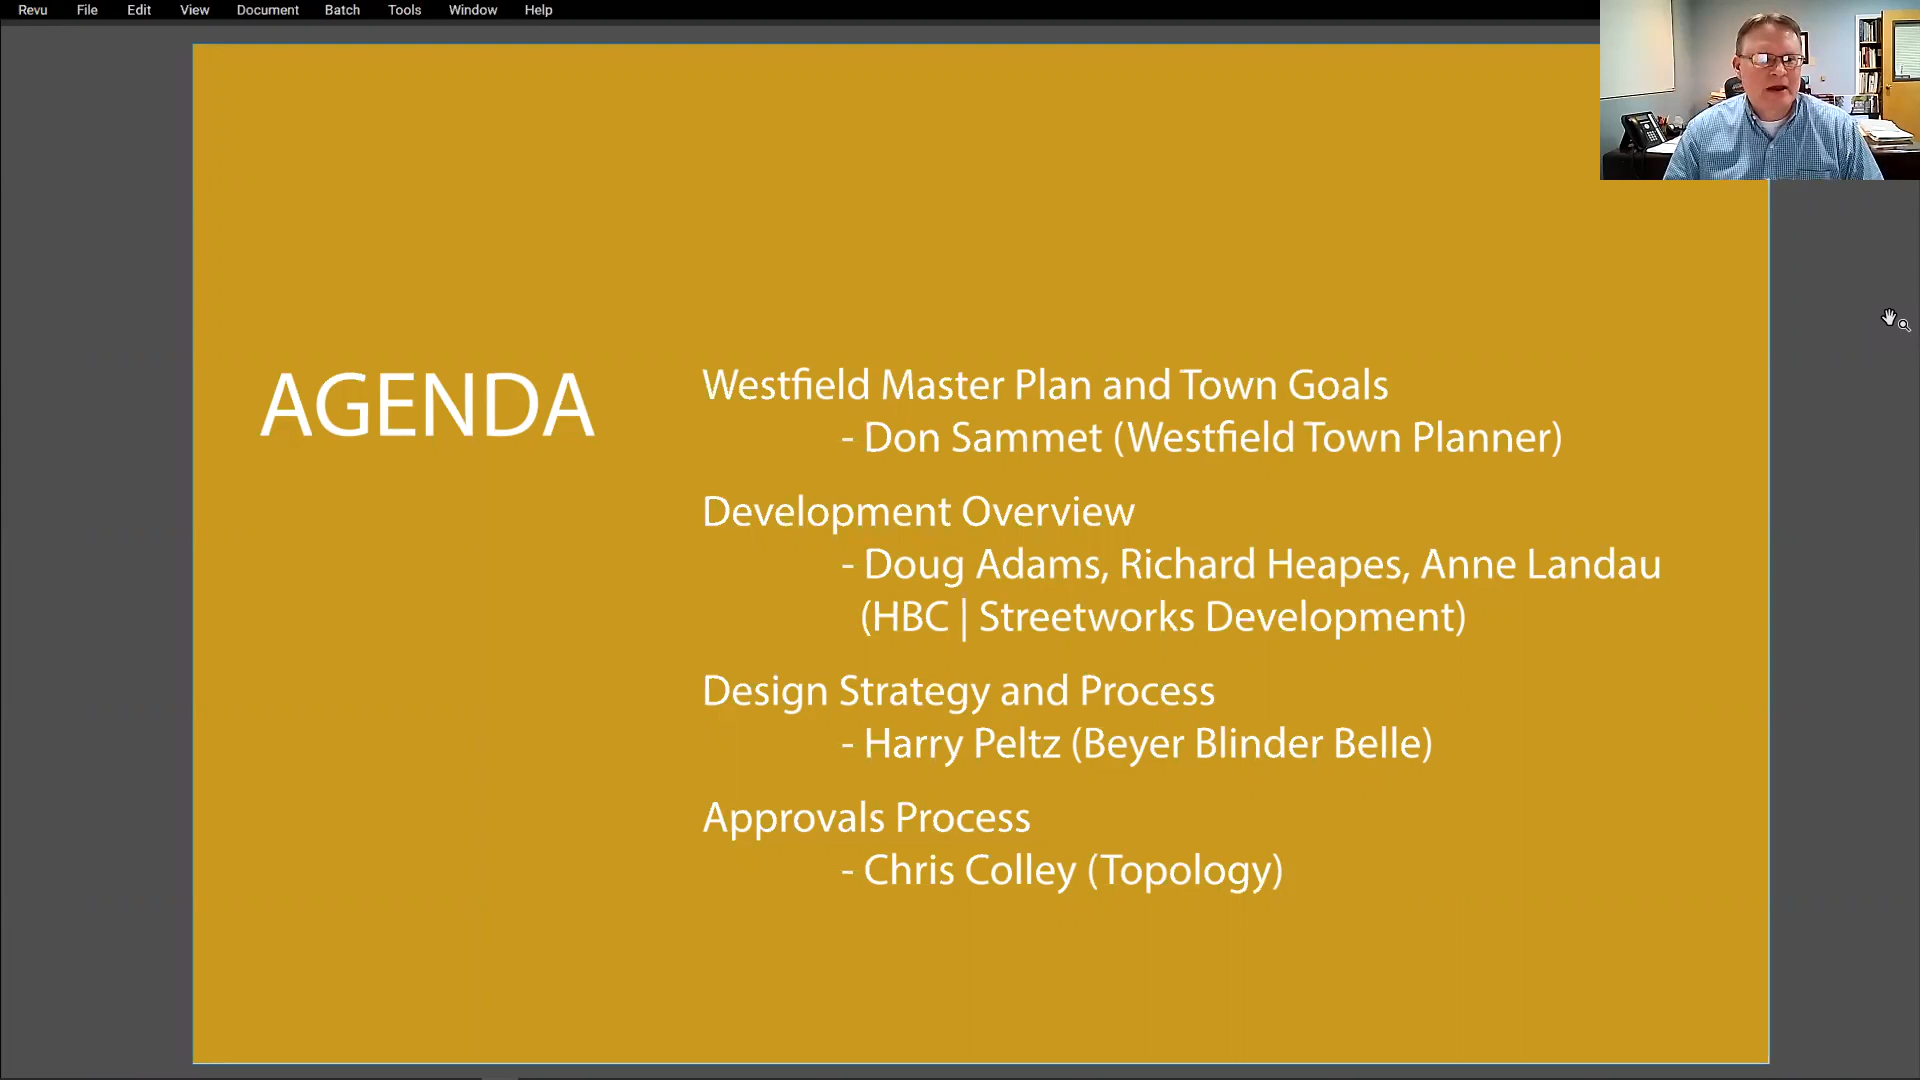 Revu File Edit View Document Batch Tools Window Help
AGENDA
Westfield Master Plan and Town Goals
- Don Sammet (Westfield Town Planner)
Development Overview
- Doug Adams, Richard Heapes, Anne Landau
(HBC | Streetworks Development)
Design Strategy and Process
- Harry Peltz (Beyer Blinder Belle)
Approvals Process
- Chris Colley (Topology)